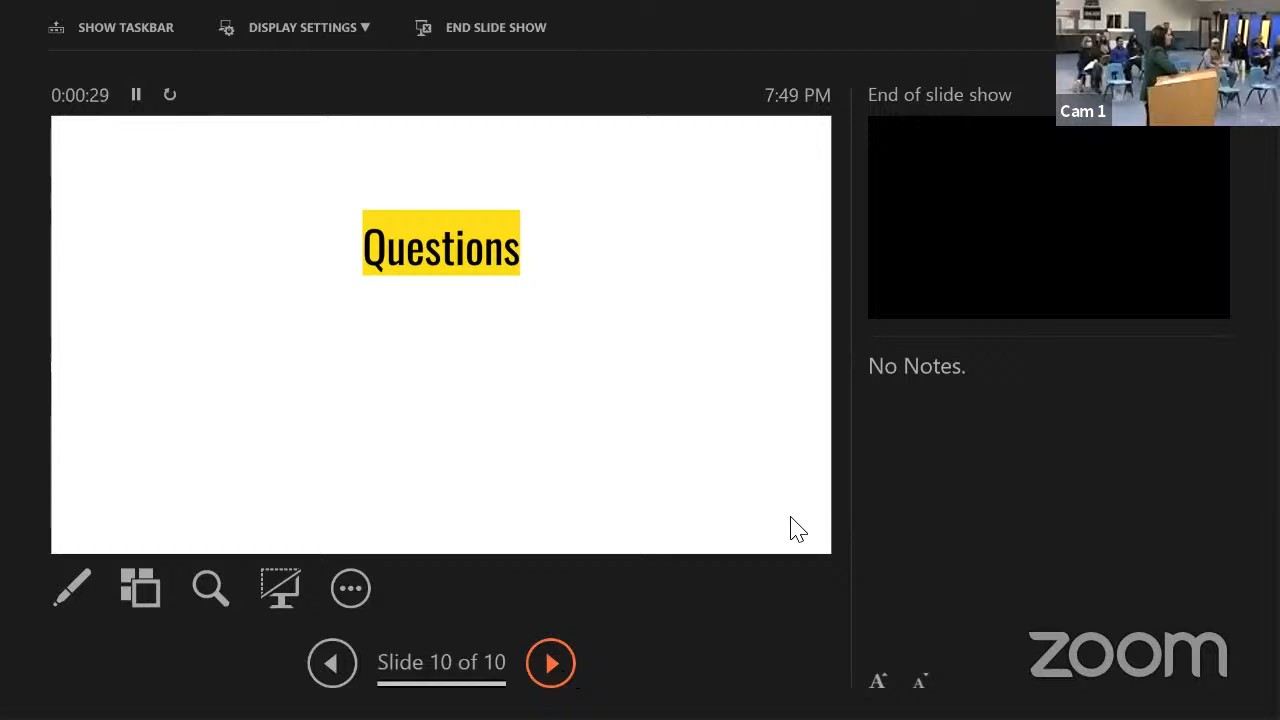 SHOW TASKBAR
DISPLAY SETTINGS ▼
END SLIDE SHOW
0:00:29
7:49 PM
End of slide show
Cam 1
Questions
No Notes.
Slide 10 of 10
A A
zoom